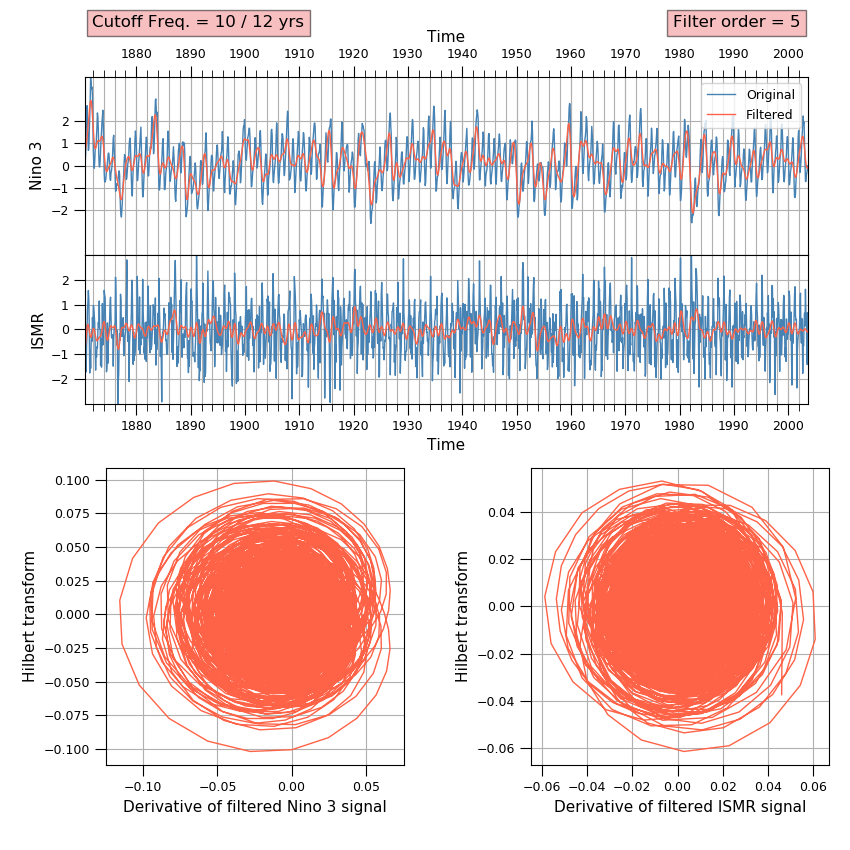 Cutoff Freq. = 10 / 12 yrs
Filter order = 5
Time
1880 1890 1900 1910 1920 1930 1940 1950 1960 1970 1980 1990 2000
Original
Filtered
Nino 3
2
1
0
−1
−2
ISMR
2
1
0
−1
−2
1880 1890 1900 1910 1920 1930 1940 1950 1960 1970 1980 1990 2000
Time
Hilbert transform
0.100
0.075
0.050
0.025
0.000
−0.025
−0.050
−0.075
−0.100
−0.10 −0.05 0.00 0.05
Derivative of filtered Nino 3 signal
Hilbert transform
0.04
0.02
0.00
−0.02
−0.04
−0.06
−0.06 −0.04 −0.02 0.00 0.02 0.04 0.06
Derivative of filtered ISMR signal